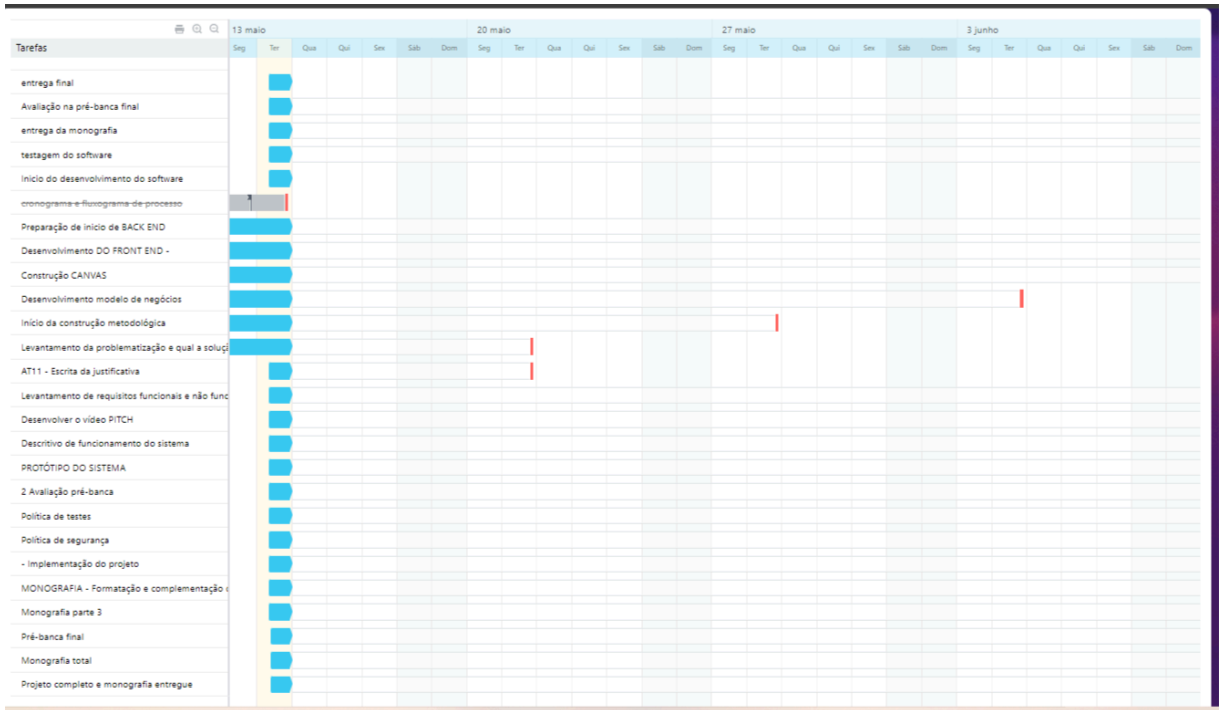 13 maio 20 maio 27 maio 3 junho
Tarefas Seg Ter Qua Qui Sex Sáb Dom Seg Ter Qua Qui Sex Sáb Dom Seg Ter Qua Qui Sex Sáb Dom Seg Ter Qua Qui Sex Sáb Dom
entrega final
Avaliação na pré-banca final
entrega da monografia
testagem do software
Inicio do desenvolvimento do software
cronograma e fluxograma de processo
Preparação de inicio de BACK END
Desenvolvimento DO FRONT END -
Construção CANVAS
Desenvolvimento modelo de negócios
Início da construção metodológica
Levantamento da problematização e qual a soluçã
AT11 - Escrita da justificativa
Levantamento de requisitos funcionais e não func
Desenvolver o vídeo PITCH
Descritivo de funcionamento do sistema
PROTÓTIPO DO SISTEMA
2 Avaliação pré-banca
Política de testes
Política de segurança
- Implementação do projeto
MONOGRAFIA - Formatação e complementação
Monografia parte 3
Pré-banca final
Monografia total
Projeto completo e monografia entregue